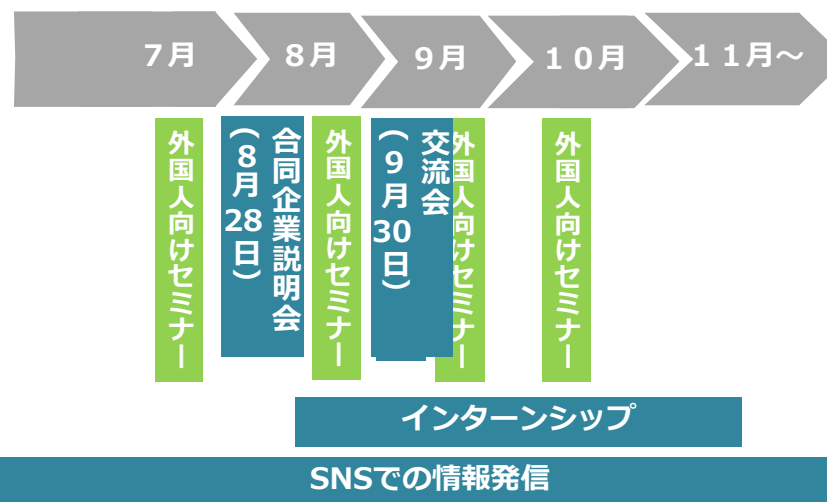 7月
8月
9月
10月
11月～
外国人向けセミナー
合同企業説明会
(8月28日)
外国人向けセミナー
交流会
(9月30日)
外国人向けセミナー
外国人向けセミナー
インターンシップ
SNSでの情報発信